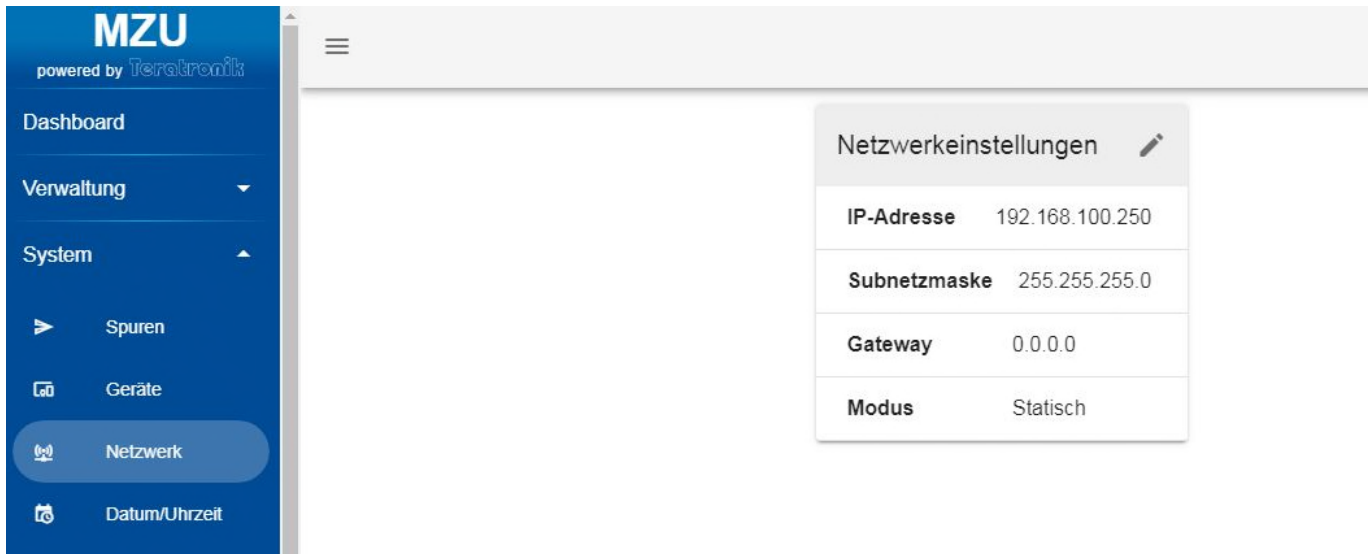 MZU
powered by Teratronik
Dashboard
Verwaltung
System
Spuren
Geräte
Netzwerk
Datum/Uhrzeit
Netzwerkeinstellungen
IP-Adresse 192.168.100.250
Subnetzmaske 255.255.255.0
Gateway 0.0.0.0
Modus Statisch